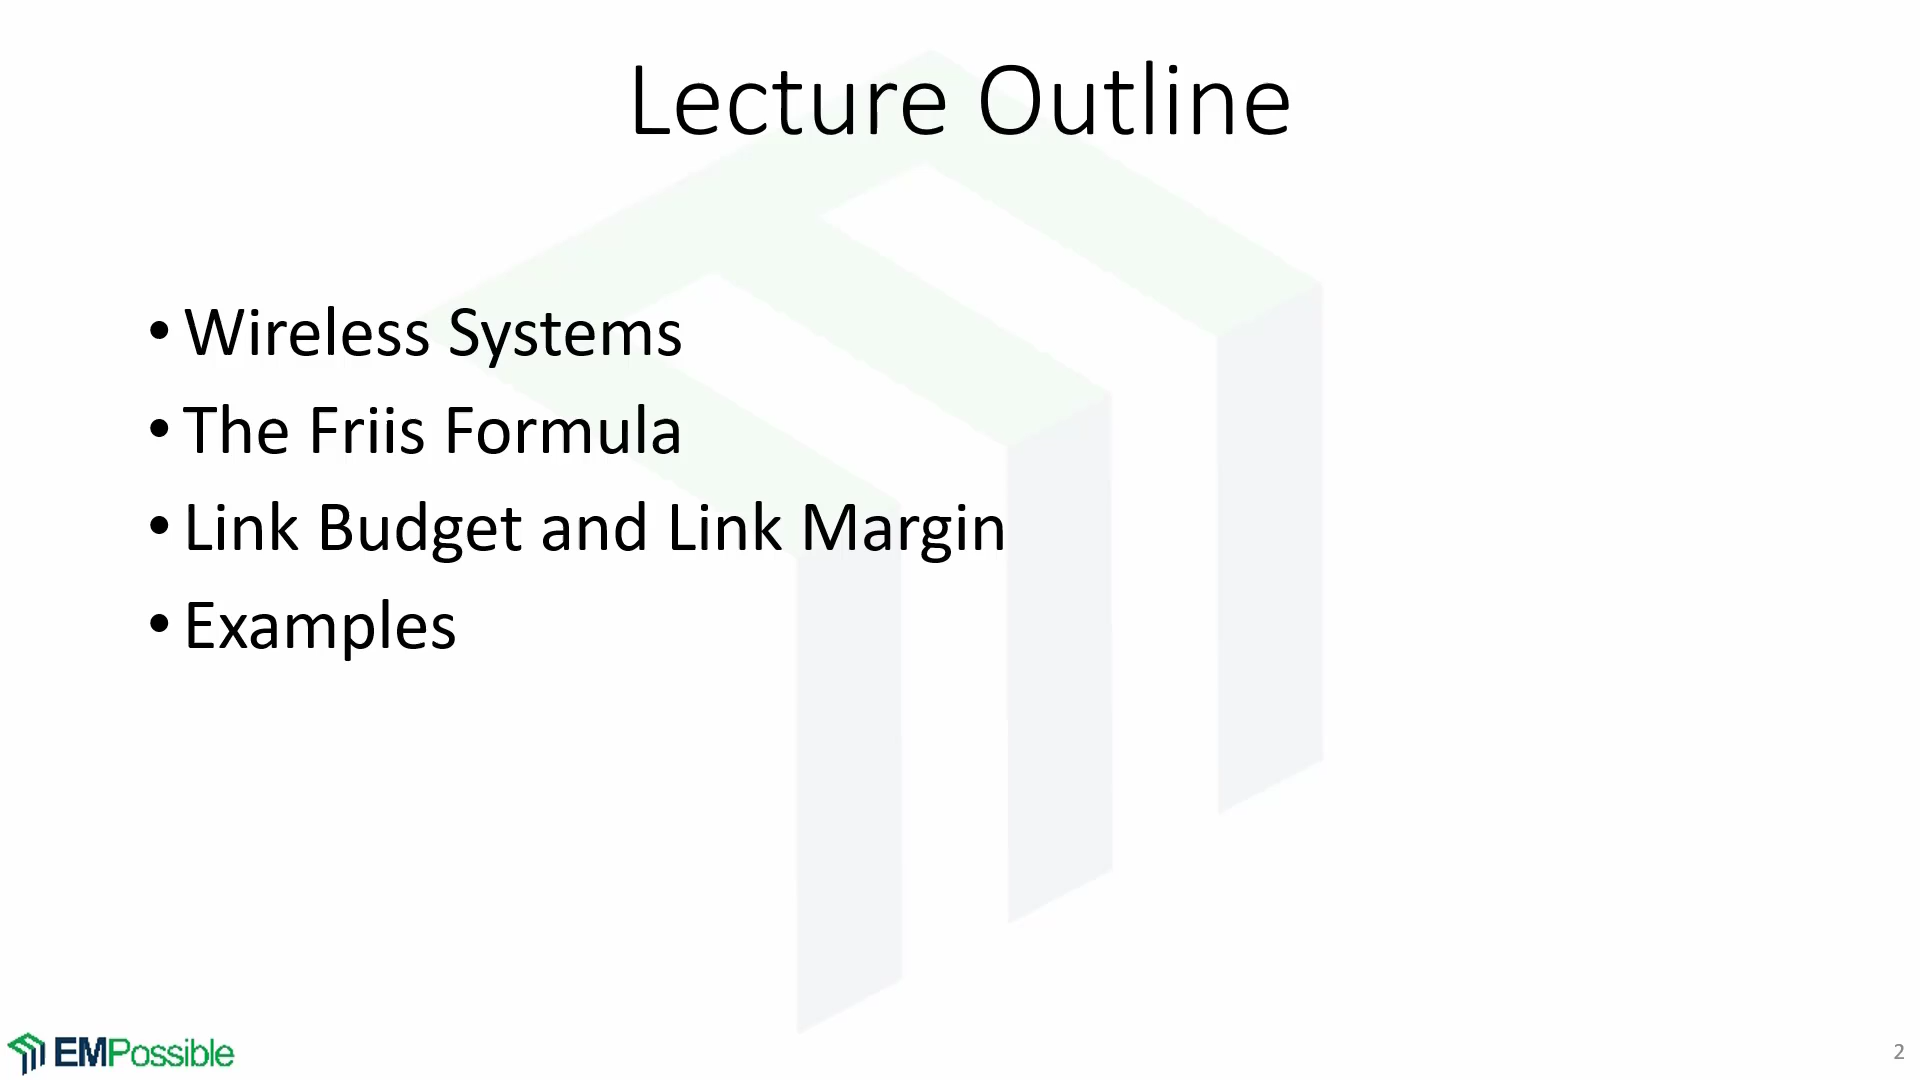 Lecture Outline
• Wireless Systems
• The Friis Formula
• Link Budget and Link Margin
• Examples
EMPossible
2